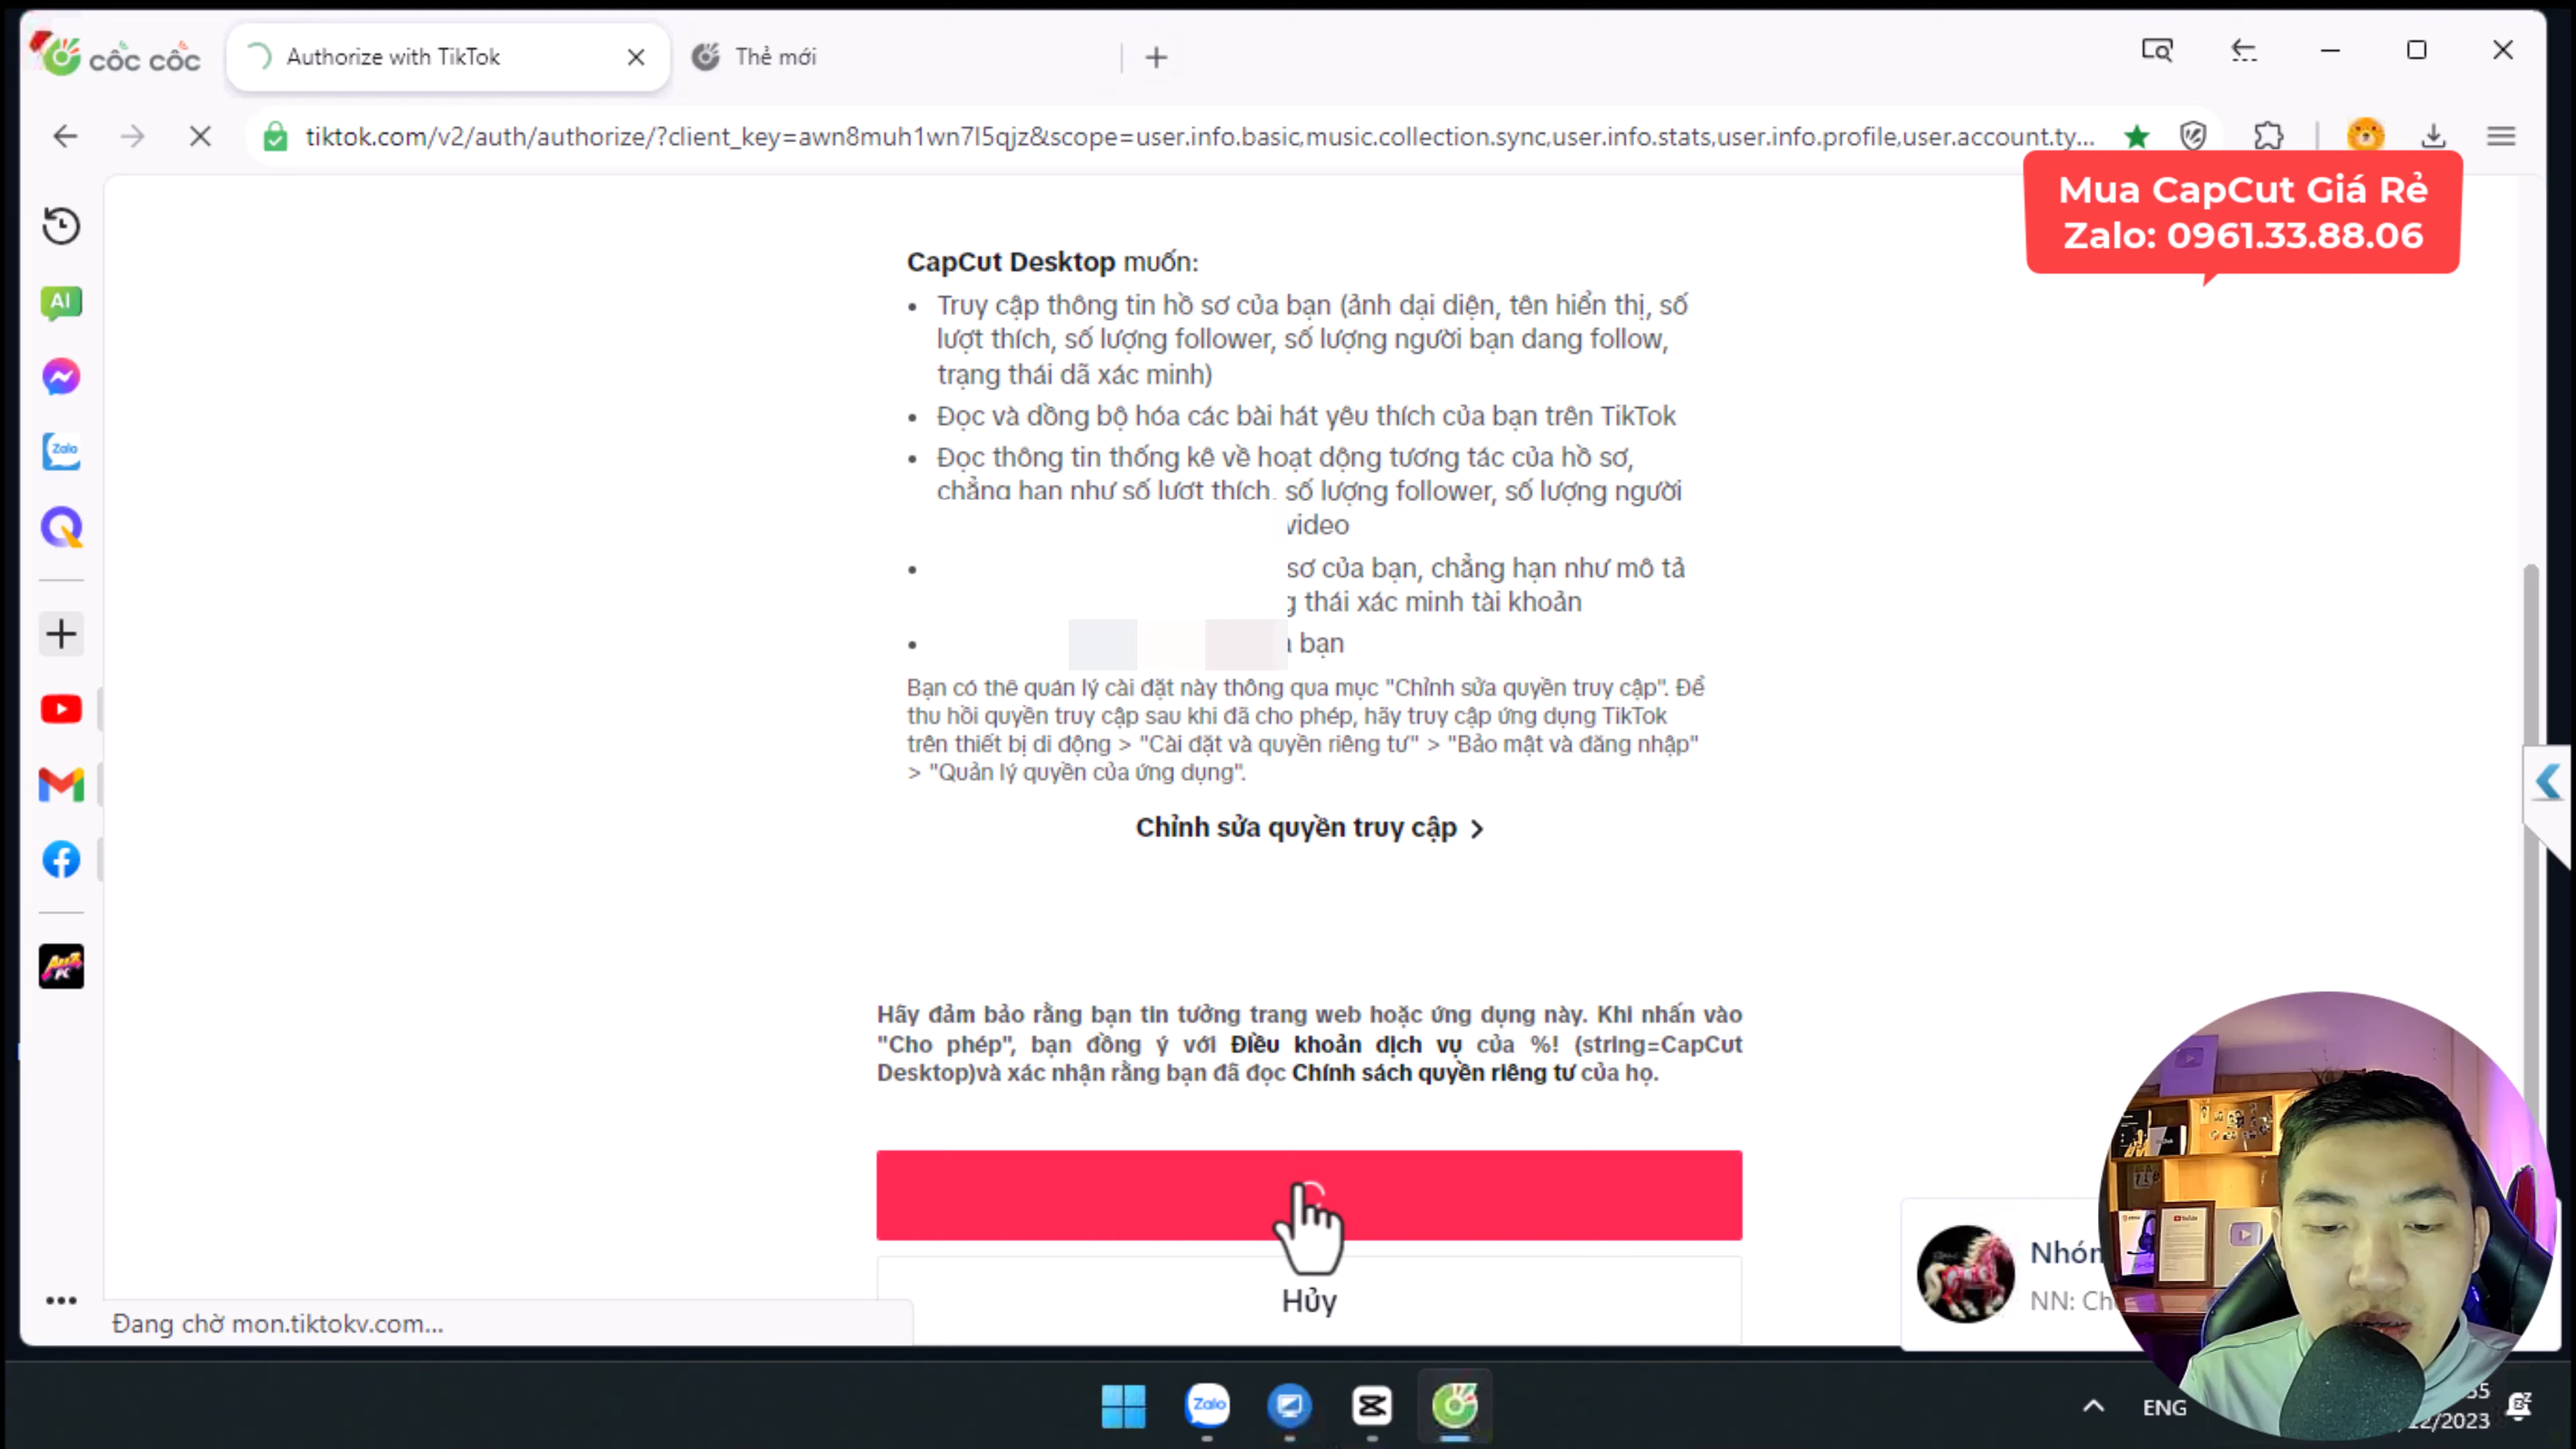 cốc cốc
Authorize with TikTok
Thẻ mới
tiktok.com/v2/auth/authorize/?client_key=awn8muh1wn7l5qjz&scope=user.info.basic,music.collection.sync,user.info.stats,user.info.profile,user.account.ty...
Mua CapCut Giá Rẻ
Zalo: 0961.33.88.06
AI
Zalo
CapCut Desktop muốn:
• Truy cập thông tin hồ sơ của bạn (ảnh đại diện, tên hiển thị, số
lượt thích, số lượng follower, số lượng người bạn đang follow,
trạng thái đã xác minh)
• Đọc và đồng bộ hóa các bài hát yêu thích của bạn trên TikTok
• Đọc thông tin thống kê về hoạt động tương tác của hồ sơ,
chẳng hạn như số lượt thích, số lượng follower, số lượng người
video
• sơ của bạn, chẳng hạn như mô tả
thái xác minh tài khoản
• bạn
Bạn có thể quản lý cài đặt này thông qua mục "Chỉnh sửa quyền truy cập". Để
thu hồi quyền truy cập sau khi đã cho phép, hãy truy cập ứng dụng TikTok
trên thiết bị di động > "Cài đặt và quyền riêng tư" > "Bảo mật và đăng nhập"
> "Quản lý quyền của ứng dụng".
Chỉnh sửa quyền truy cập >
Hãy đảm bảo rằng bạn tin tưởng trang web hoặc ứng dụng này. Khi nhấn vào
"Cho phép", bạn đồng ý với Điều khoản dịch vụ của %! (string=CapCut
Desktop)và xác nhận rằng bạn đã đọc Chính sách quyền riêng tư của họ.
Hủy
Đang chờ mon.tiktokv.com...
NN:
Zalo
ENG